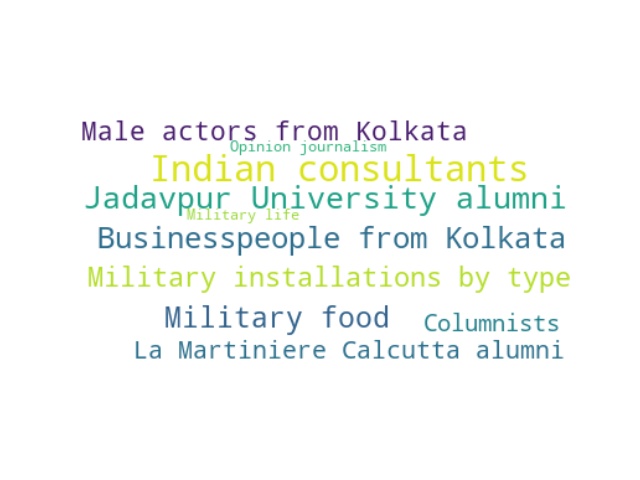 Male actors from Kolkata
Opinion journalism
Indian consultants
Jadavpur University alumni
Military life
Businesspeople from Kolkata
Military installations by type
Military food
Columnists
La Martiniere Calcutta alumni